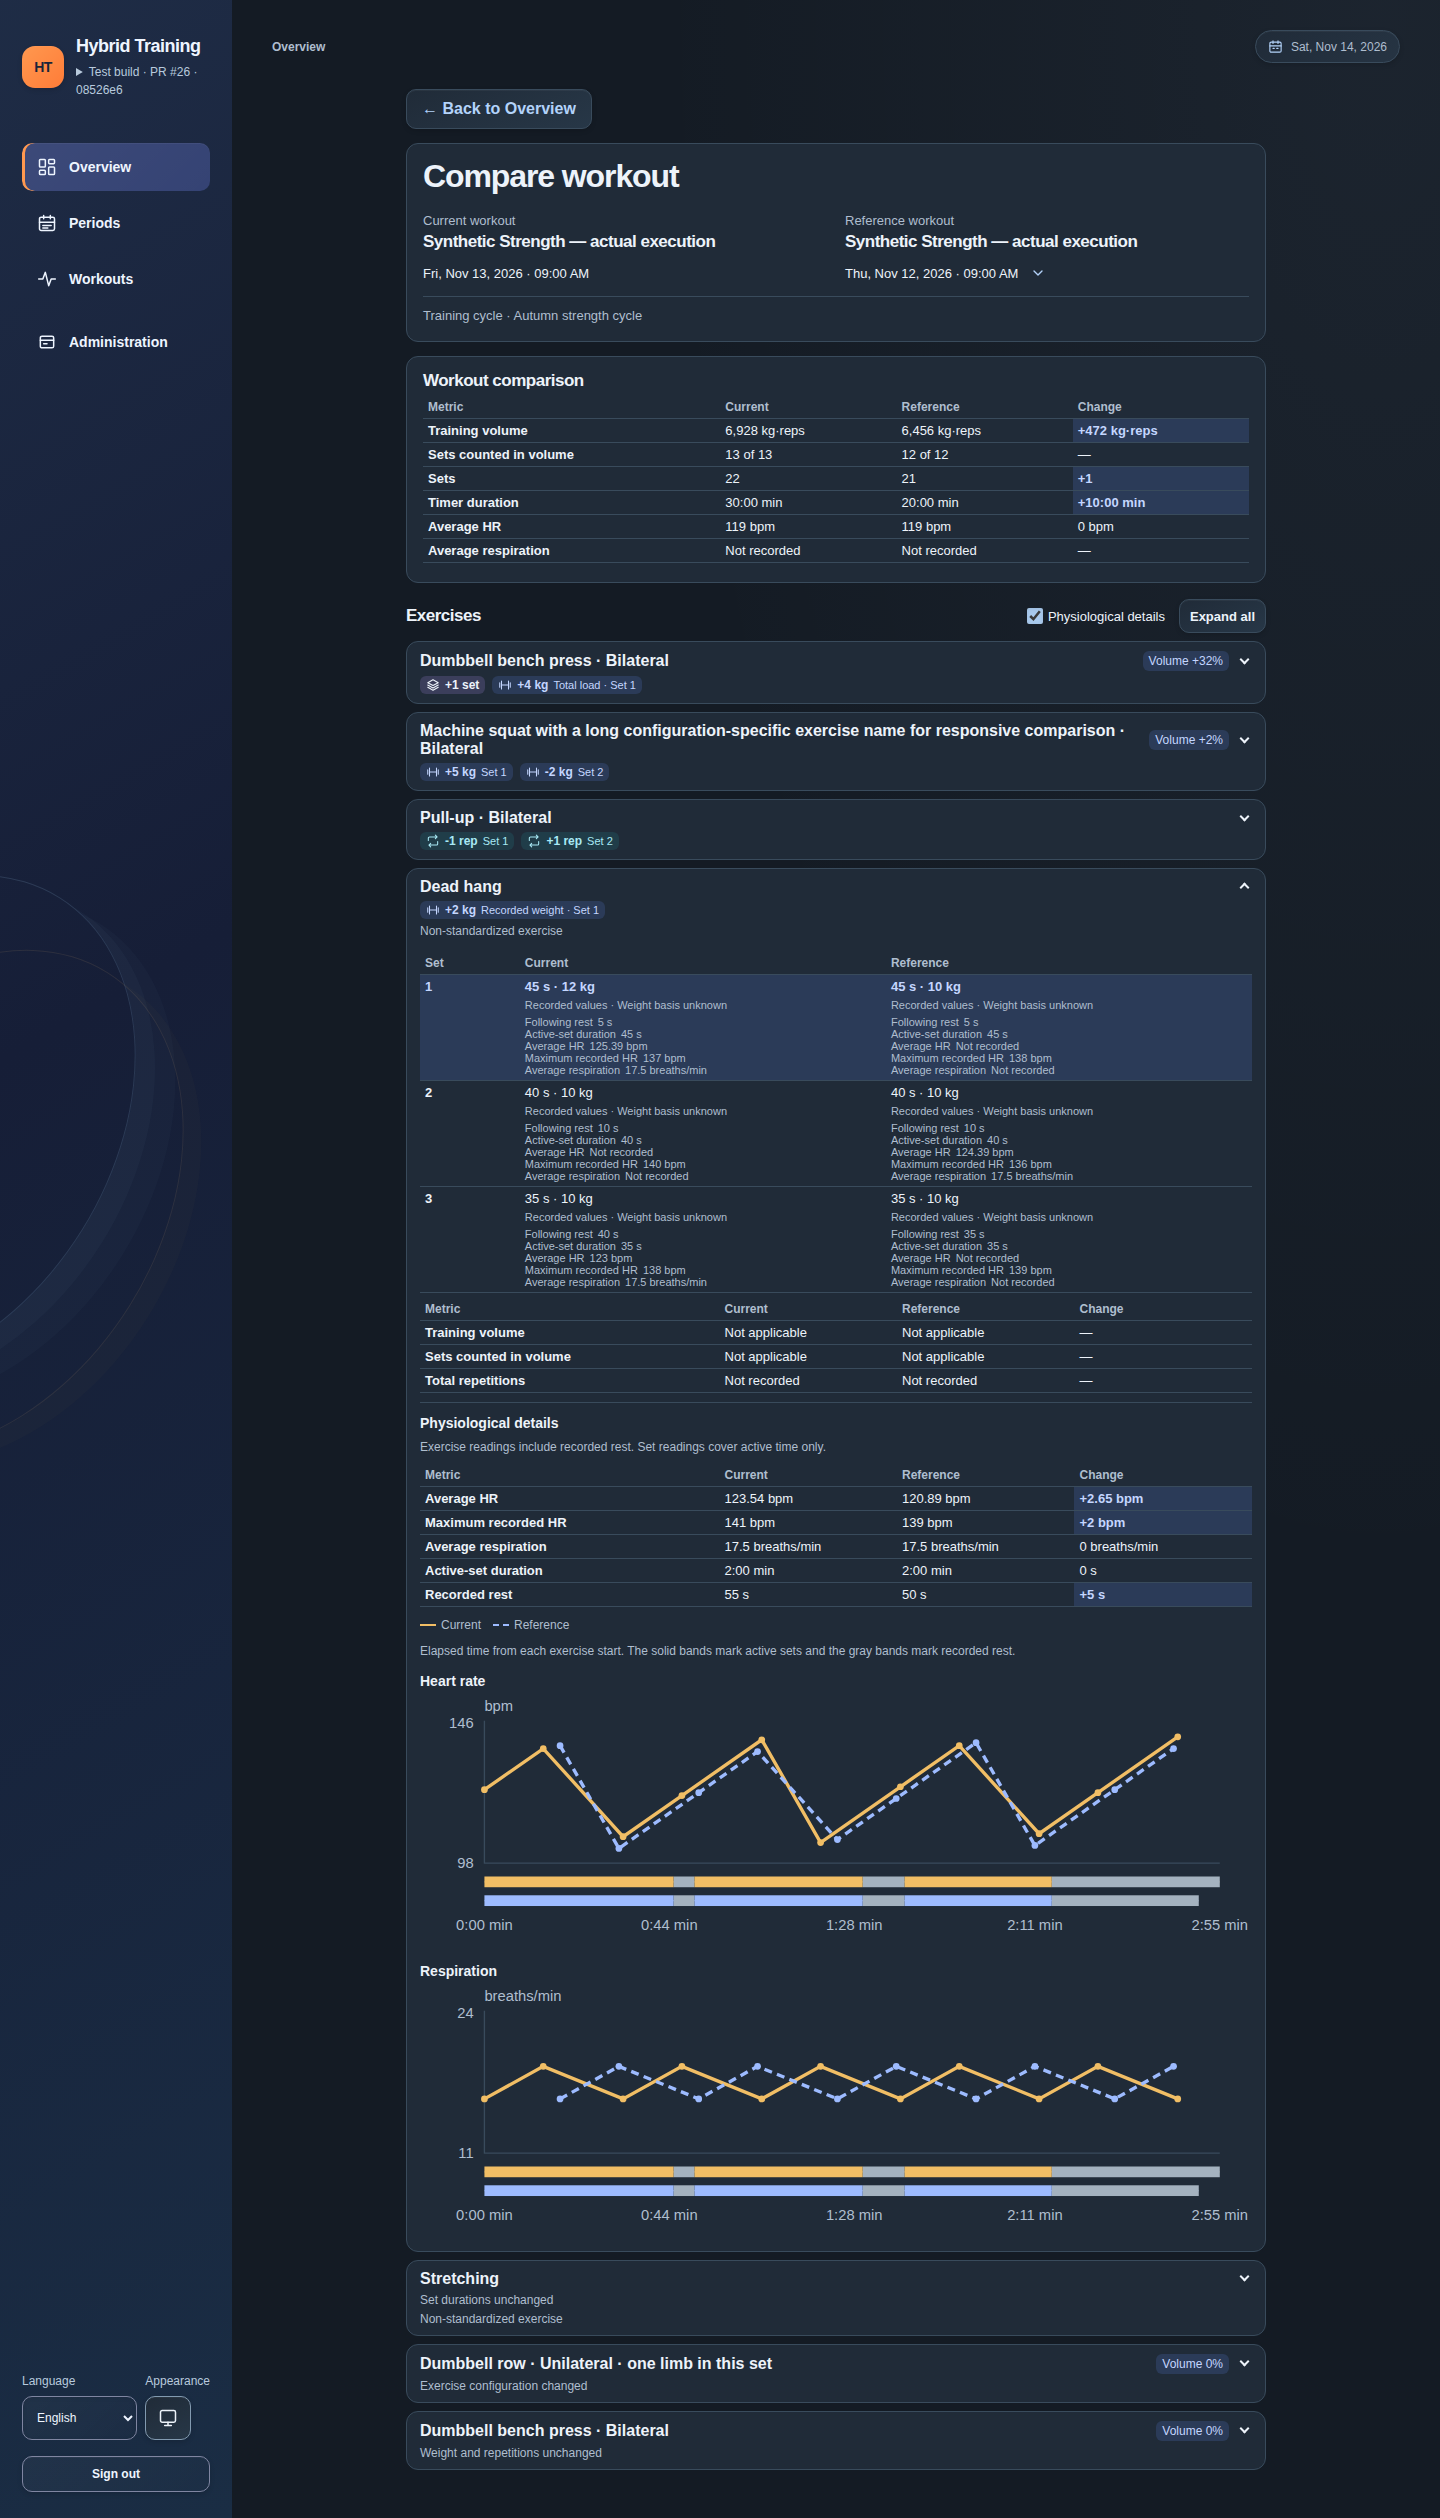 HT
Hybrid Training
Test build · PR #26 ·
08526e6
Overview
Periods
Workouts
Administration
Language
Appearance
English
Sign out
Overview
Sat, Nov 14, 2026
← Back to Overview
Compare workout
Current workout
Synthetic Strength — actual execution
Fri, Nov 13, 2026 · 09:00 AM
Reference workout
Synthetic Strength — actual execution
Thu, Nov 12, 2026 · 09:00 AM
Training cycle · Autumn strength cycle
Workout comparison
Metric Current Reference Change
Training volume 6,928 kg·reps 6,456 kg·reps +472 kg·reps
Sets counted in volume 13 of 13 12 of 12 —
Sets 22 21 +1
Timer duration 30:00 min 20:00 min +10:00 min
Average HR 119 bpm 119 bpm 0 bpm
Average respiration Not recorded Not recorded —
Exercises
Physiological details
Expand all
Dumbbell bench press · Bilateral
Volume +32%
+1 set +4 kg Total load · Set 1
Machine squat with a long configuration-specific exercise name for responsive comparison ·
Bilateral
Volume +2%
+5 kg Set 1 -2 kg Set 2
Pull-up · Bilateral
-1 rep Set 1 +1 rep Set 2
Dead hang
+2 kg Recorded weight · Set 1
Non-standardized exercise
Set Current Reference
1 45 s · 12 kg 45 s · 10 kg
Recorded values · Weight basis unknown Recorded values · Weight basis unknown
Following rest 5 s Following rest 5 s
Active-set duration 45 s Active-set duration 45 s
Average HR 125.39 bpm Average HR Not recorded
Maximum recorded HR 137 bpm Maximum recorded HR 138 bpm
Average respiration 17.5 breaths/min Average respiration Not recorded
2 40 s · 10 kg 40 s · 10 kg
Recorded values · Weight basis unknown Recorded values · Weight basis unknown
Following rest 10 s Following rest 10 s
Active-set duration 40 s Active-set duration 40 s
Average HR Not recorded Average HR 124.39 bpm
Maximum recorded HR 140 bpm Maximum recorded HR 136 bpm
Average respiration Not recorded Average respiration 17.5 breaths/min
3 35 s · 10 kg 35 s · 10 kg
Recorded values · Weight basis unknown Recorded values · Weight basis unknown
Following rest 40 s Following rest 35 s
Active-set duration 35 s Active-set duration 35 s
Average HR 123 bpm Average HR Not recorded
Maximum recorded HR 138 bpm Maximum recorded HR 139 bpm
Average respiration 17.5 breaths/min Average respiration Not recorded
Metric Current Reference Change
Training volume Not applicable Not applicable —
Sets counted in volume Not applicable Not applicable —
Total repetitions Not recorded Not recorded —
Physiological details
Exercise readings include recorded rest. Set readings cover active time only.
Metric Current Reference Change
Average HR 123.54 bpm 120.89 bpm +2.65 bpm
Maximum recorded HR 141 bpm 139 bpm +2 bpm
Average respiration 17.5 breaths/min 17.5 breaths/min 0 breaths/min
Active-set duration 2:00 min 2:00 min 0 s
Recorded rest 55 s 50 s +5 s
Current Reference
Elapsed time from each exercise start. The solid bands mark active sets and the gray bands mark recorded rest.
Heart rate
bpm
146
98
0:00 min 0:44 min 1:28 min 2:11 min 2:55 min
Respiration
breaths/min
24
11
0:00 min 0:44 min 1:28 min 2:11 min 2:55 min
Stretching
Set durations unchanged
Non-standardized exercise
Dumbbell row · Unilateral · one limb in this set
Volume 0%
Exercise configuration changed
Dumbbell bench press · Bilateral
Volume 0%
Weight and repetitions unchanged